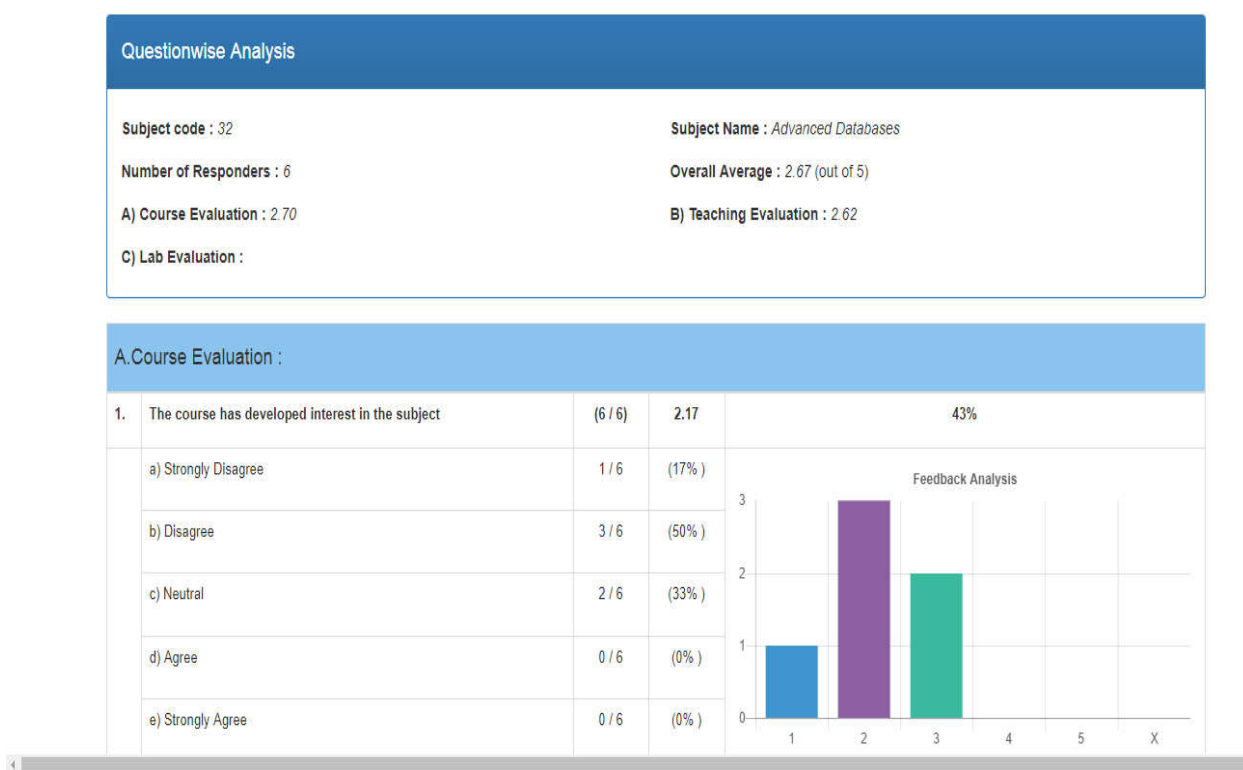 Questionwise Analysis
Subject code : 32
Subject Name : Advanced Databases
Number of Responders : 6
Overall Average : 2.67 (out of 5)
A) Course Evaluation : 2.70
B) Teaching Evaluation : 2.62
C) Lab Evaluation :
A.Course Evaluation :
1. The course has developed interest in the subject (6 / 6) 2.17 43%
a) Strongly Disagree 1 / 6 (17% )
b) Disagree 3 / 6 (50% )
c) Neutral 2 / 6 (33% )
d) Agree 0 / 6 (0% )
e) Strongly Agree 0 / 6 (0% )
Feedback Analysis
3
2
1
0
1 2 3 4 5 X